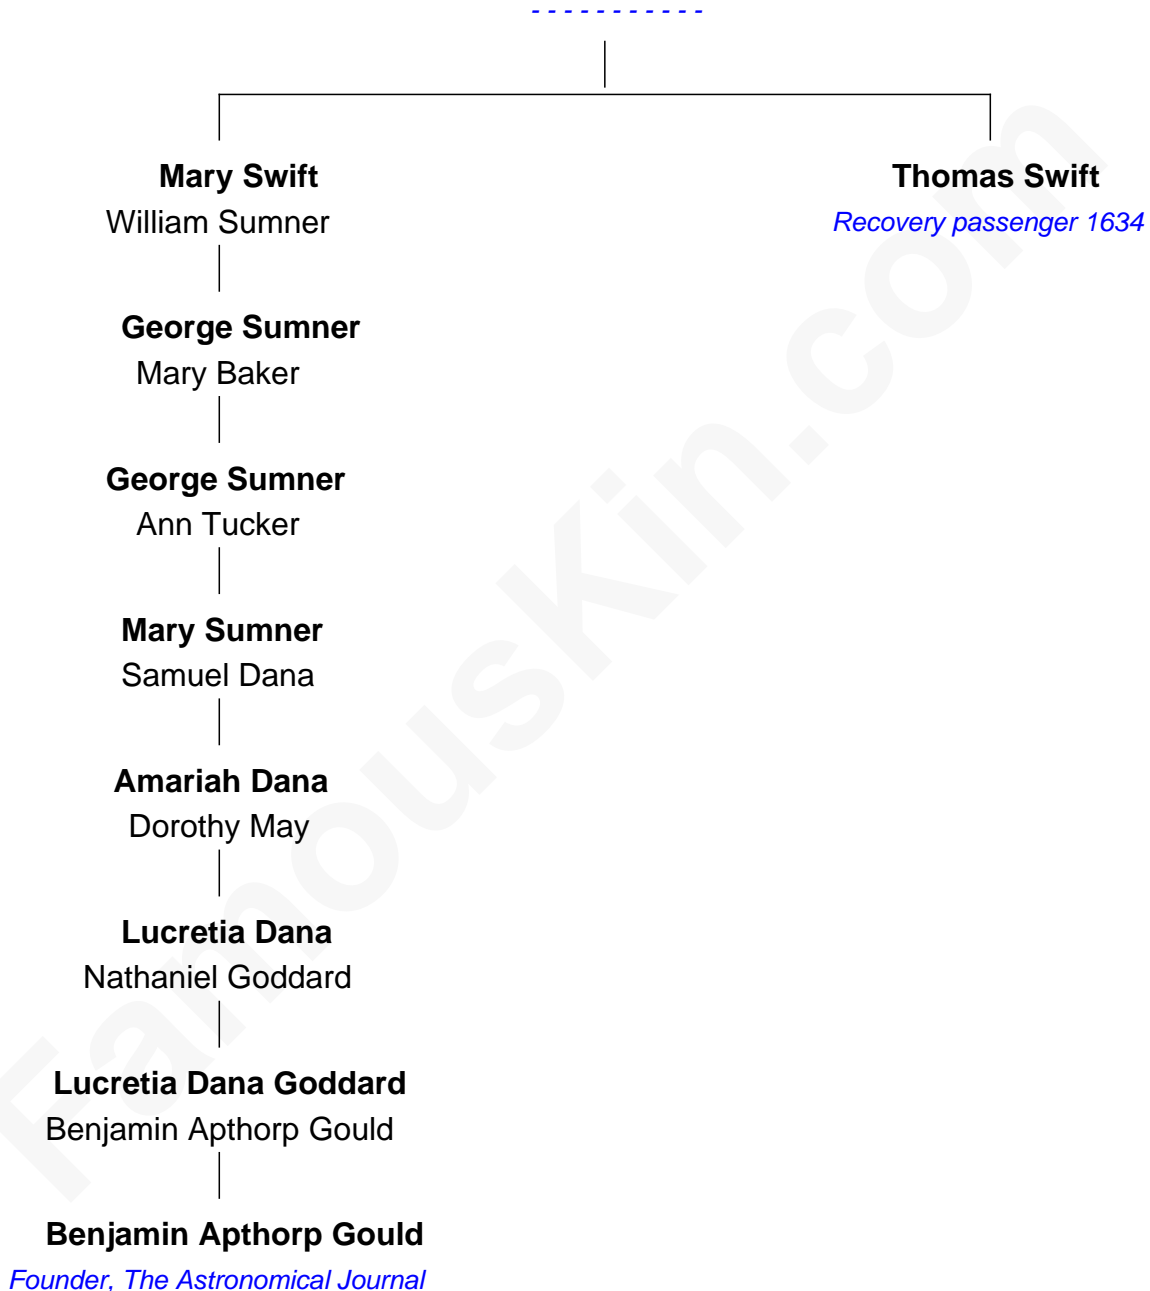 - - - - - - - - - - -
Mary Swift
Thomas Swift
William Sumner
Recovery passenger 1634
George Sumner
Mary Baker
George Sumner
Ann Tucker
Mary Sumner
Samuel Dana
Amariah Dana
Dorothy May
Lucretia Dana
Nathaniel Goddard
Lucretia Dana Goddard
Benjamin Apthorp Gould
Benjamin Apthorp Gould
Founder, The Astronomical Journal
FamousKin.com